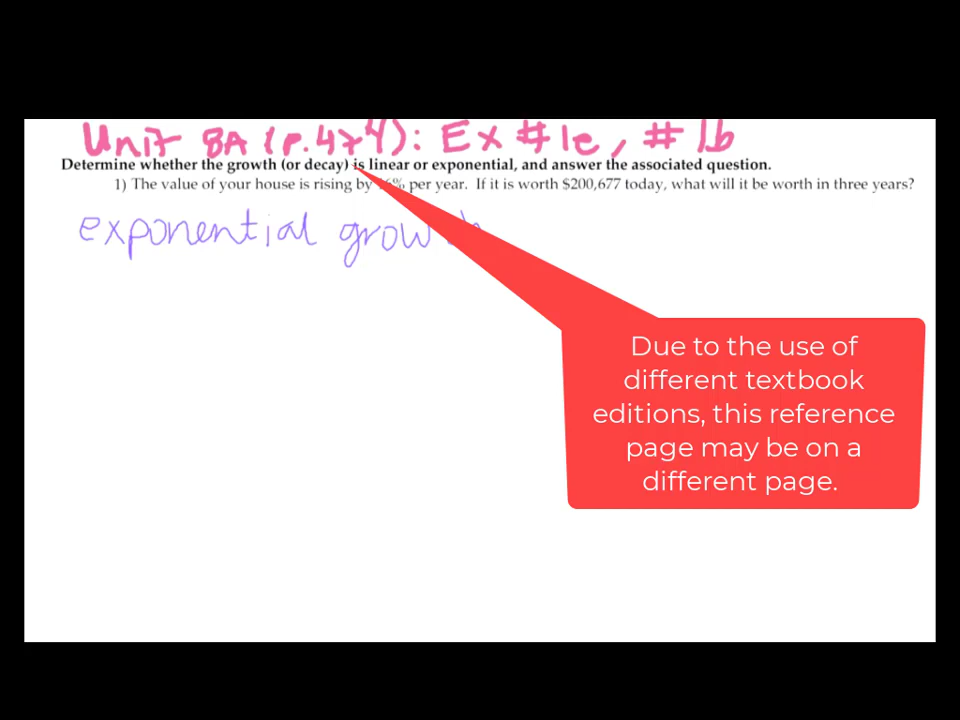 Unit 8A (p.474): Ex #1e, #1b
Determine whether the growth (or decay) is linear or exponential, and answer the associated question.
1) The value of your house is rising by 6% per year. If it is worth $200,677 today, what will it be worth in three years?
exponential growth
Due to the use of
different textbook
editions, this reference
page may be on a
different page.